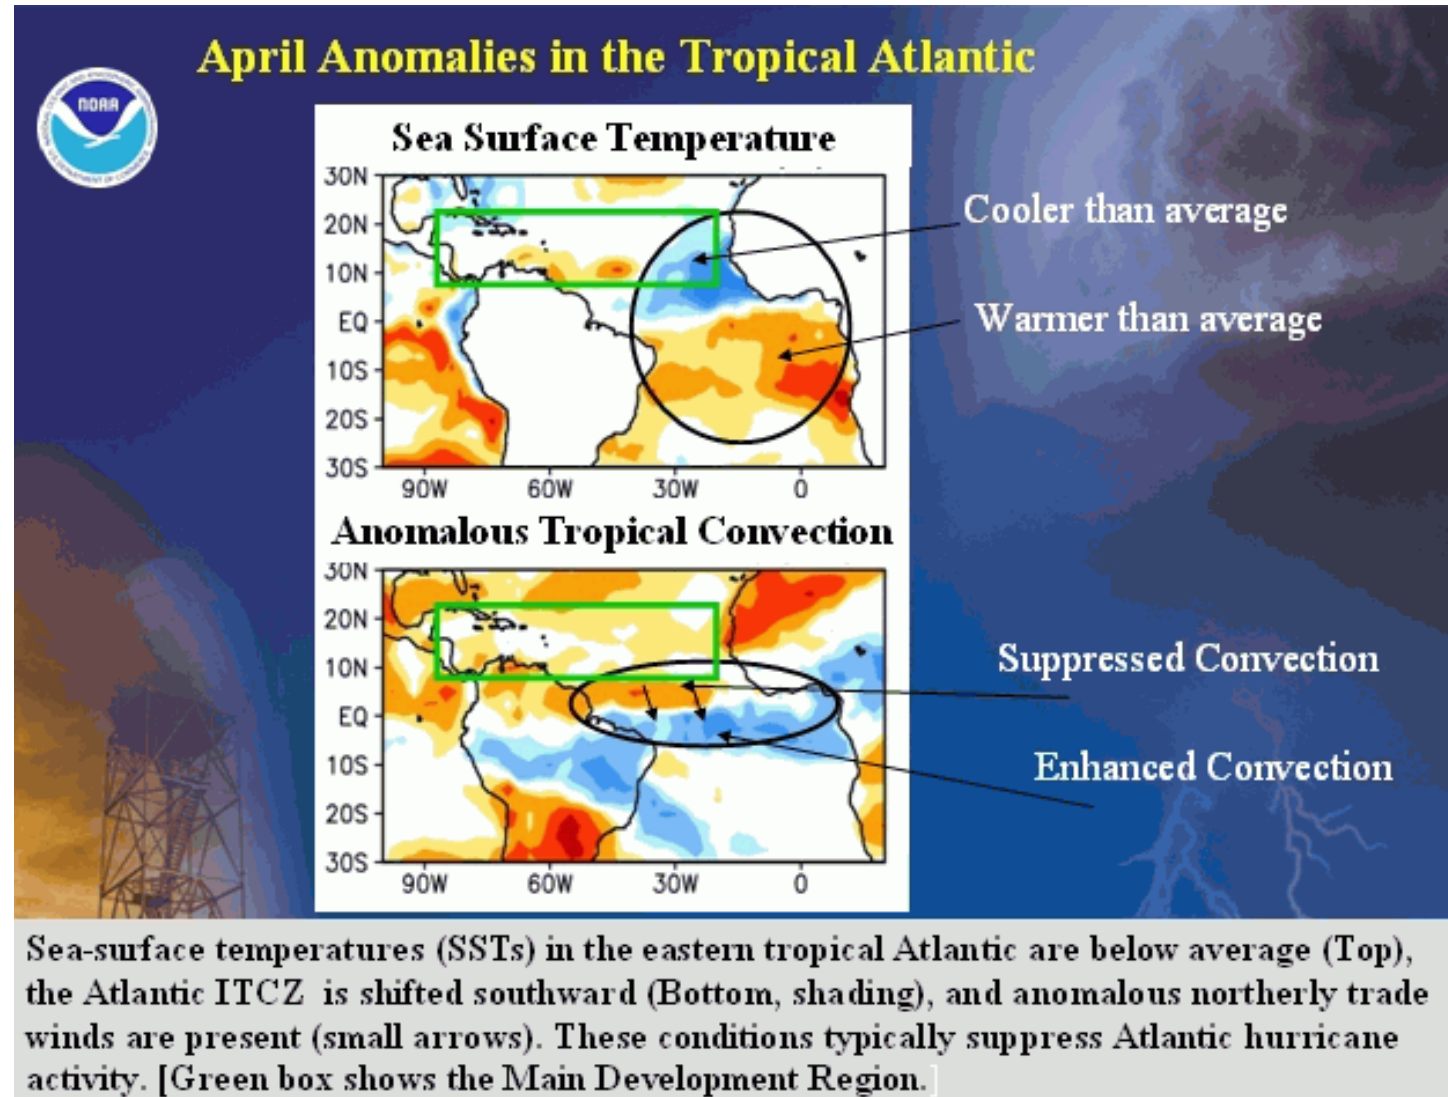 April Anomalies in the Tropical Atlantic
NOAA
Sea Surface Temperature
30N
20N
10N
EQ
10S
20S
30S
90W 60W 30W 0
Cooler than average
Warmer than average
Anomalous Tropical Convection
30N
20N
10N
EQ
10S
20S
30S
90W 60W 30W 0
Suppressed Convection
Enhanced Convection
Sea-surface temperatures (SSTs) in the eastern tropical Atlantic are below average (Top),
the Atlantic ITCZ is shifted southward (Bottom, shading), and anomalous northerly trade
winds are present (small arrows). These conditions typically suppress Atlantic hurricane
activity. [Green box shows the Main Development Region.]